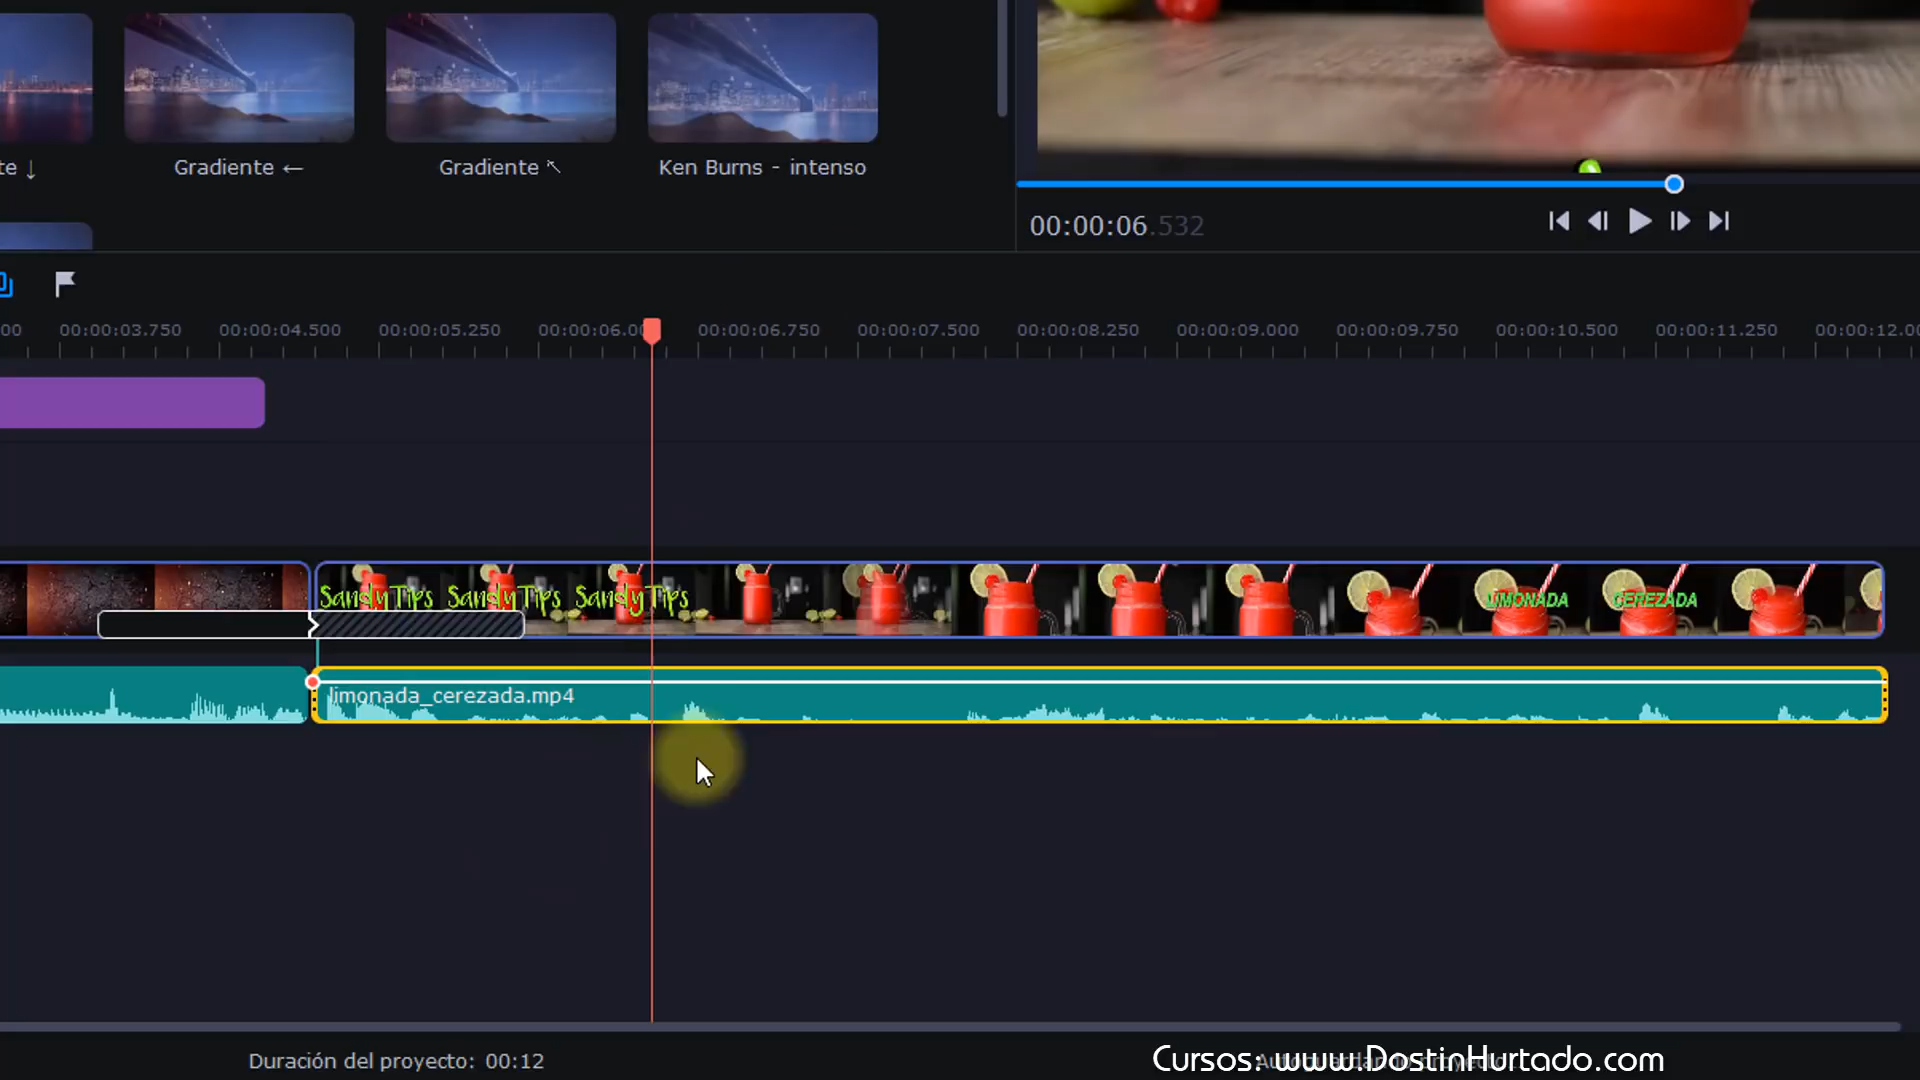 te ↓
Gradiente ←
Gradiente ↖
Ken Burns - intenso
00:00:06.532
00 00:00:03.750 00:00:04.500 00:00:05.250 00:00:06.00 00:00:06.750 00:00:07.500 00:00:08.250 00:00:09.000 00:00:09.750 00:00:10.500 00:00:11.250 00:00:12.00
Sandy Tips Sandy Tips Sandy Tips
LIMONADA CEREZADA
limonada_cerezada.mp4
Duración del proyecto: 00:12
Cursos: www.DostinHurtado.com